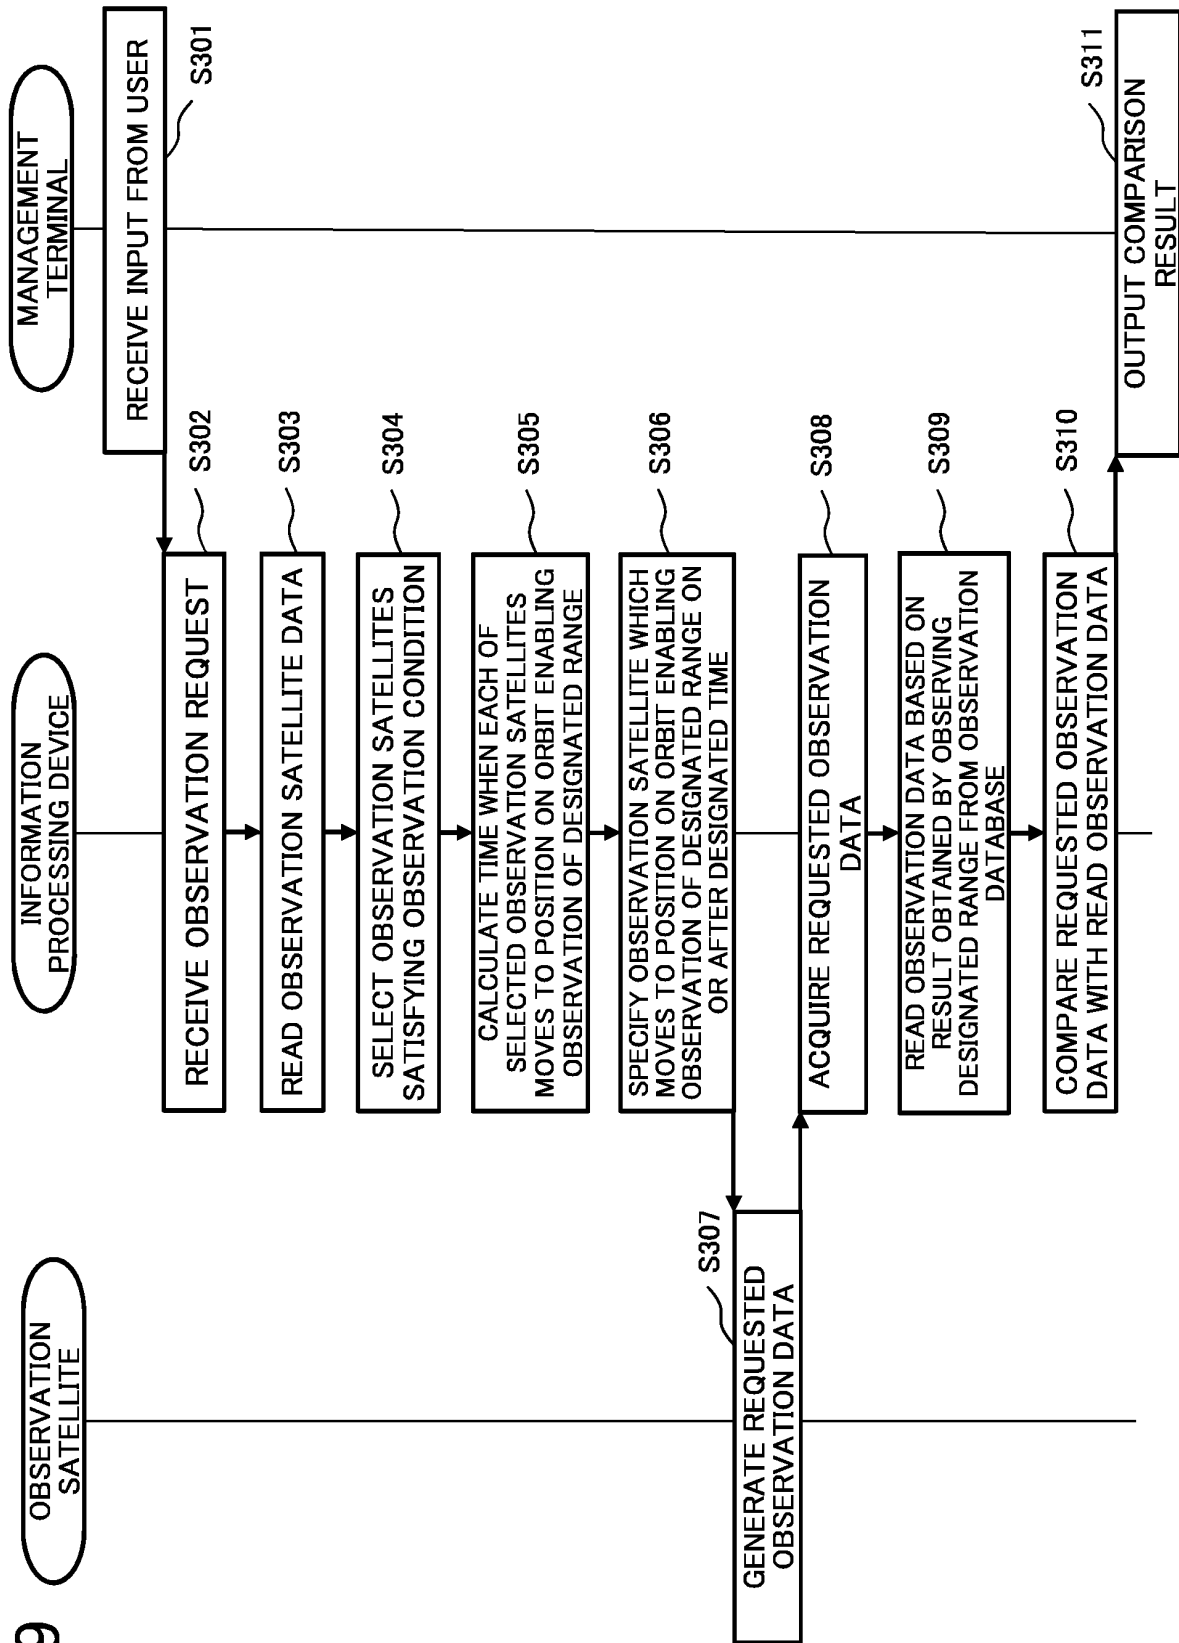 9
OBSERVATION
SATELLITE
INFORMATION
PROCESSING DEVICE
MANAGEMENT
TERMINAL
RECEIVE INPUT FROM USER
S301
RECEIVE OBSERVATION REQUEST
S302
READ OBSERVATION SATELLITE DATA
S303
SELECT OBSERVATION SATELLITES
SATISFYING OBSERVATION CONDITION
S304
CALCULATE TIME WHEN EACH OF
SELECTED OBSERVATION SATELLITES
MOVES TO POSITION ON ORBIT ENABLING
OBSERVATION OF DESIGNATED RANGE
S305
SPECIFY OBSERVATION SATELLITE WHICH
MOVES TO POSITION ON ORBIT ENABLING
OBSERVATION OF DESIGNATED RANGE ON
OR AFTER DESIGNATED TIME
S306
GENERATE REQUESTED
OBSERVATION DATA
S307
ACQUIRE REQUESTED OBSERVATION
DATA
S308
READ OBSERVATION DATA BASED ON
RESULT OBTAINED BY OBSERVING
DESIGNATED RANGE FROM OBSERVATION
DATABASE
S309
COMPARE REQUESTED OBSERVATION
DATA WITH READ OBSERVATION DATA
S310
OUTPUT COMPARISON
RESULT
S311